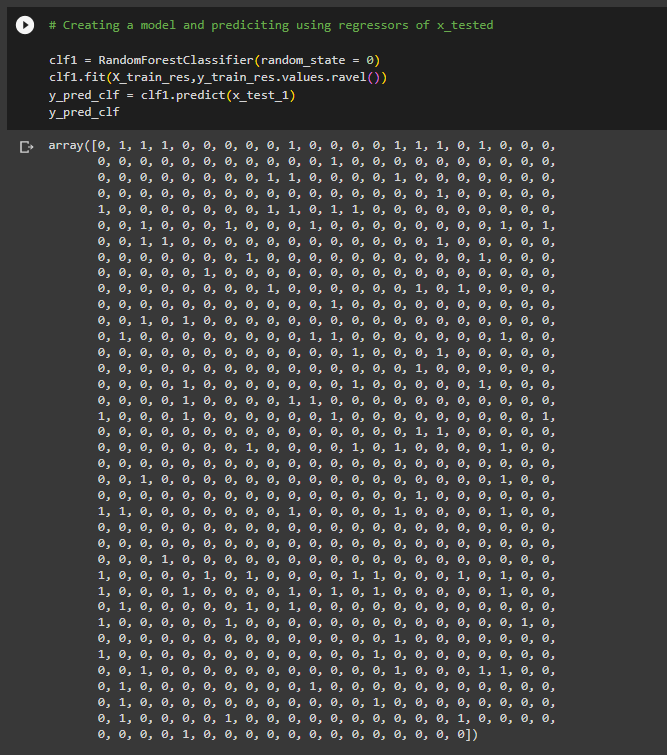 # Creating a model and prediciting using regressors of x_tested
clf1 = RandomForestClassifier(random_state = 0)
clf1.fit(X_train_res,y_train_res.values.ravel())
y_pred_clf = clf1.predict(x_test_1)
y_pred_clf
array([0, 1, 1, 1, 0, 0, 0, 0, 0, 1, 0, 0, 0, 0, 1, 1, 1, 0, 1, 0, 0, 0,
0, 0, 0, 0, 0, 0, 0, 0, 0, 0, 0, 1, 0, 0, 0, 0, 0, 0, 0, 0, 0, 0,
0, 0, 0, 0, 0, 0, 0, 0, 1, 1, 0, 0, 0, 0, 1, 0, 0, 0, 0, 0, 0, 0,
0, 0, 0, 0, 0, 0, 0, 0, 0, 0, 0, 0, 0, 0, 0, 0, 1, 0, 0, 0, 0, 0,
1, 0, 0, 0, 0, 0, 0, 0, 1, 1, 0, 1, 1, 0, 0, 0, 0, 0, 0, 0, 0, 0,
0, 0, 1, 0, 0, 0, 1, 0, 0, 0, 1, 0, 0, 0, 0, 0, 0, 0, 0, 1, 0, 1,
0, 0, 1, 1, 0, 0, 0, 0, 0, 0, 0, 0, 0, 0, 0, 0, 1, 0, 0, 0, 0, 0,
0, 0, 0, 0, 0, 0, 0, 1, 0, 0, 0, 0, 0, 0, 0, 0, 0, 0, 1, 0, 0, 0,
0, 0, 0, 0, 0, 1, 0, 0, 0, 0, 0, 0, 0, 0, 0, 0, 0, 0, 0, 0, 0, 0,
0, 0, 0, 0, 0, 0, 0, 0, 1, 0, 0, 0, 0, 0, 0, 1, 0, 1, 0, 0, 0, 0,
0, 0, 0, 0, 0, 0, 0, 0, 0, 0, 0, 1, 0, 0, 0, 0, 0, 0, 0, 0, 0, 0,
0, 0, 1, 0, 1, 0, 0, 0, 0, 0, 0, 0, 0, 0, 0, 0, 0, 0, 0, 0, 0, 0,
0, 1, 0, 0, 0, 0, 0, 0, 0, 0, 1, 1, 0, 0, 0, 0, 0, 0, 0, 1, 0, 0,
0, 0, 0, 0, 0, 0, 0, 0, 0, 0, 0, 0, 1, 0, 0, 0, 1, 0, 0, 0, 0, 0,
0, 0, 0, 0, 0, 0, 0, 0, 0, 0, 0, 0, 0, 0, 0, 1, 0, 0, 0, 0, 0, 0,
0, 0, 0, 0, 1, 0, 0, 0, 0, 0, 0, 0, 1, 0, 0, 0, 0, 0, 1, 0, 0, 0,
0, 0, 0, 0, 1, 0, 0, 0, 0, 1, 1, 0, 0, 0, 0, 0, 0, 0, 0, 0, 0, 0,
1, 0, 0, 0, 1, 0, 0, 0, 0, 0, 0, 1, 0, 0, 0, 0, 0, 0, 0, 0, 0, 1,
0, 0, 0, 0, 0, 0, 0, 0, 0, 0, 0, 0, 0, 0, 0, 1, 1, 0, 0, 0, 0, 0,
0, 0, 0, 0, 0, 0, 0, 1, 0, 0, 0, 0, 1, 0, 1, 0, 0, 0, 0, 1, 0, 0,
0, 0, 0, 0, 0, 0, 0, 0, 0, 0, 0, 0, 0, 0, 0, 0, 0, 0, 0, 0, 0, 0,
0, 0, 1, 0, 0, 0, 0, 0, 0, 0, 0, 0, 0, 0, 0, 0, 0, 0, 0, 1, 0, 0,
0, 0, 0, 0, 0, 0, 0, 0, 0, 0, 0, 0, 0, 0, 0, 1, 0, 0, 0, 0, 0, 0,
1, 1, 0, 0, 0, 0, 0, 0, 0, 1, 0, 0, 0, 0, 1, 0, 0, 0, 0, 1, 0, 0,
0, 0, 0, 0, 0, 0, 0, 0, 0, 0, 0, 0, 0, 0, 0, 0, 0, 0, 0, 0, 0, 0,
0, 0, 0, 0, 0, 0, 0, 0, 0, 0, 0, 0, 0, 0, 0, 0, 0, 0, 0, 0, 0, 0,
0, 0, 0, 1, 0, 0, 0, 0, 0, 0, 0, 0, 0, 0, 0, 0, 0, 0, 0, 0, 0, 0,
1, 0, 0, 0, 0, 1, 0, 1, 0, 0, 0, 0, 1, 1, 0, 0, 0, 1, 0, 1, 0, 0,
1, 0, 0, 0, 1, 0, 0, 0, 0, 1, 0, 1, 0, 1, 0, 0, 0, 0, 0, 1, 0, 0,
0, 1, 0, 0, 0, 0, 0, 1, 0, 1, 0, 0, 0, 0, 0, 0, 0, 0, 0, 0, 0, 0,
1, 0, 0, 0, 0, 0, 1, 0, 0, 0, 0, 0, 0, 0, 0, 0, 0, 0, 0, 0, 1, 0,
0, 0, 0, 0, 0, 0, 0, 0, 0, 0, 0, 0, 0, 0, 1, 0, 0, 0, 0, 0, 0, 0,
1, 0, 0, 0, 0, 0, 0, 0, 0, 0, 0, 0, 0, 1, 0, 0, 0, 0, 0, 0, 0, 0,
0, 0, 1, 0, 0, 0, 0, 0, 0, 0, 0, 0, 0, 0, 1, 0, 0, 0, 1, 1, 0, 0,
0, 1, 0, 0, 0, 0, 0, 0, 0, 0, 1, 0, 0, 0, 0, 0, 0, 0, 0, 0, 0, 0,
0, 1, 0, 0, 0, 0, 0, 0, 0, 0, 0, 0, 0, 1, 0, 0, 0, 0, 0, 0, 0, 0,
0, 1, 0, 0, 0, 0, 1, 0, 0, 0, 0, 0, 0, 0, 0, 0, 0, 1, 0, 0, 0, 0,
0, 0, 0, 0, 1, 0, 0, 0, 0, 0, 0, 0, 0, 0, 0, 0, 0, 0])